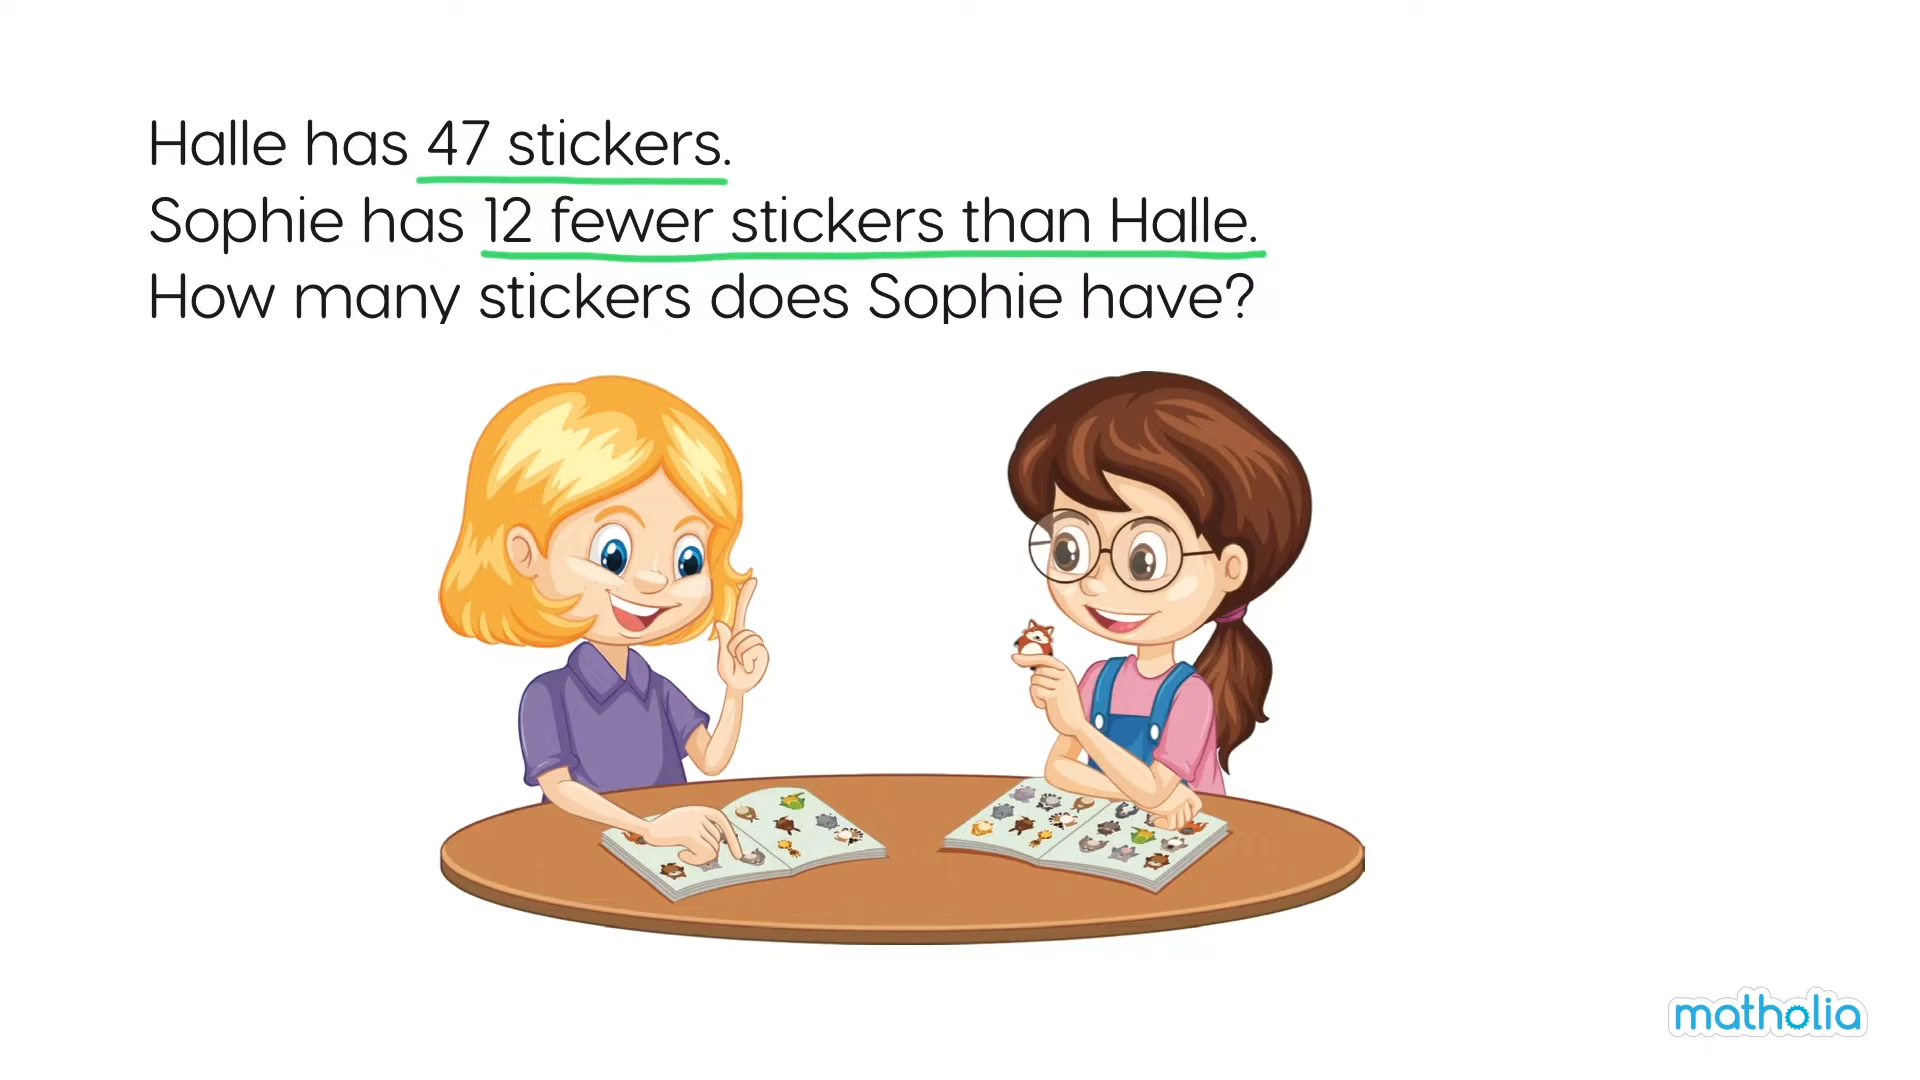 Halle has 47 stickers.
Sophie has 12 fewer stickers than Halle.
How many stickers does Sophie have?
matholia